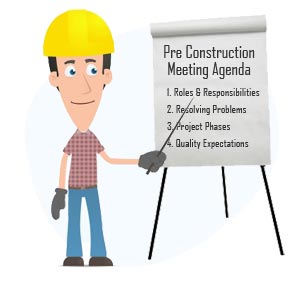 Pre Construction
Meeting Agenda
1. Roles & Responsibilities
2. Resolving Problems
3. Project Phases
4. Quality Expectations